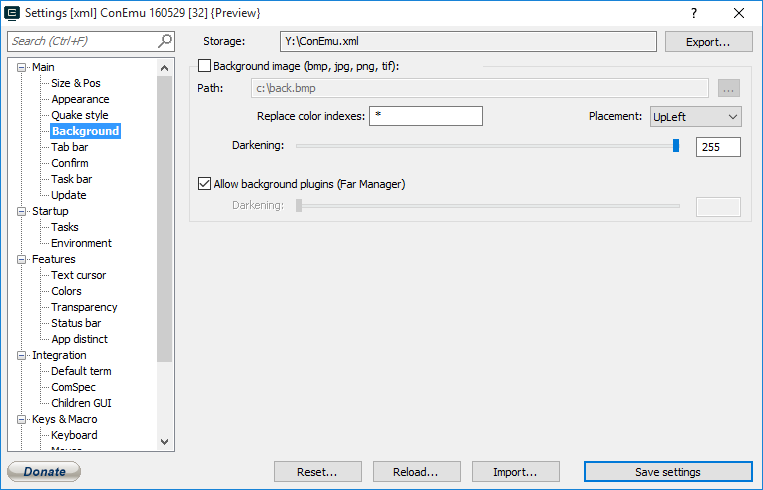 Settings [xml] ConEmu 160529 [32] {Preview}
?
Search (Ctrl+F)
Storage:
Y:\ConEmu.xml
Export...
Main
Size & Pos
Appearance
Quake style
Background
Tab bar
Confirm
Task bar
Update
Startup
Tasks
Environment
Features
Text cursor
Colors
Transparency
Status bar
App distinct
Integration
Default term
ComSpec
Children GUI
Keys & Macro
Keyboard
Background image (bmp, jpg, png, tif):
Path:
c:\back.bmp
...
Replace color indexes:
*
Placement:
UpLeft
Darkening:
255
Allow background plugins (Far Manager)
Darkening:
Donate
Reset...
Reload...
Import...
Save settings